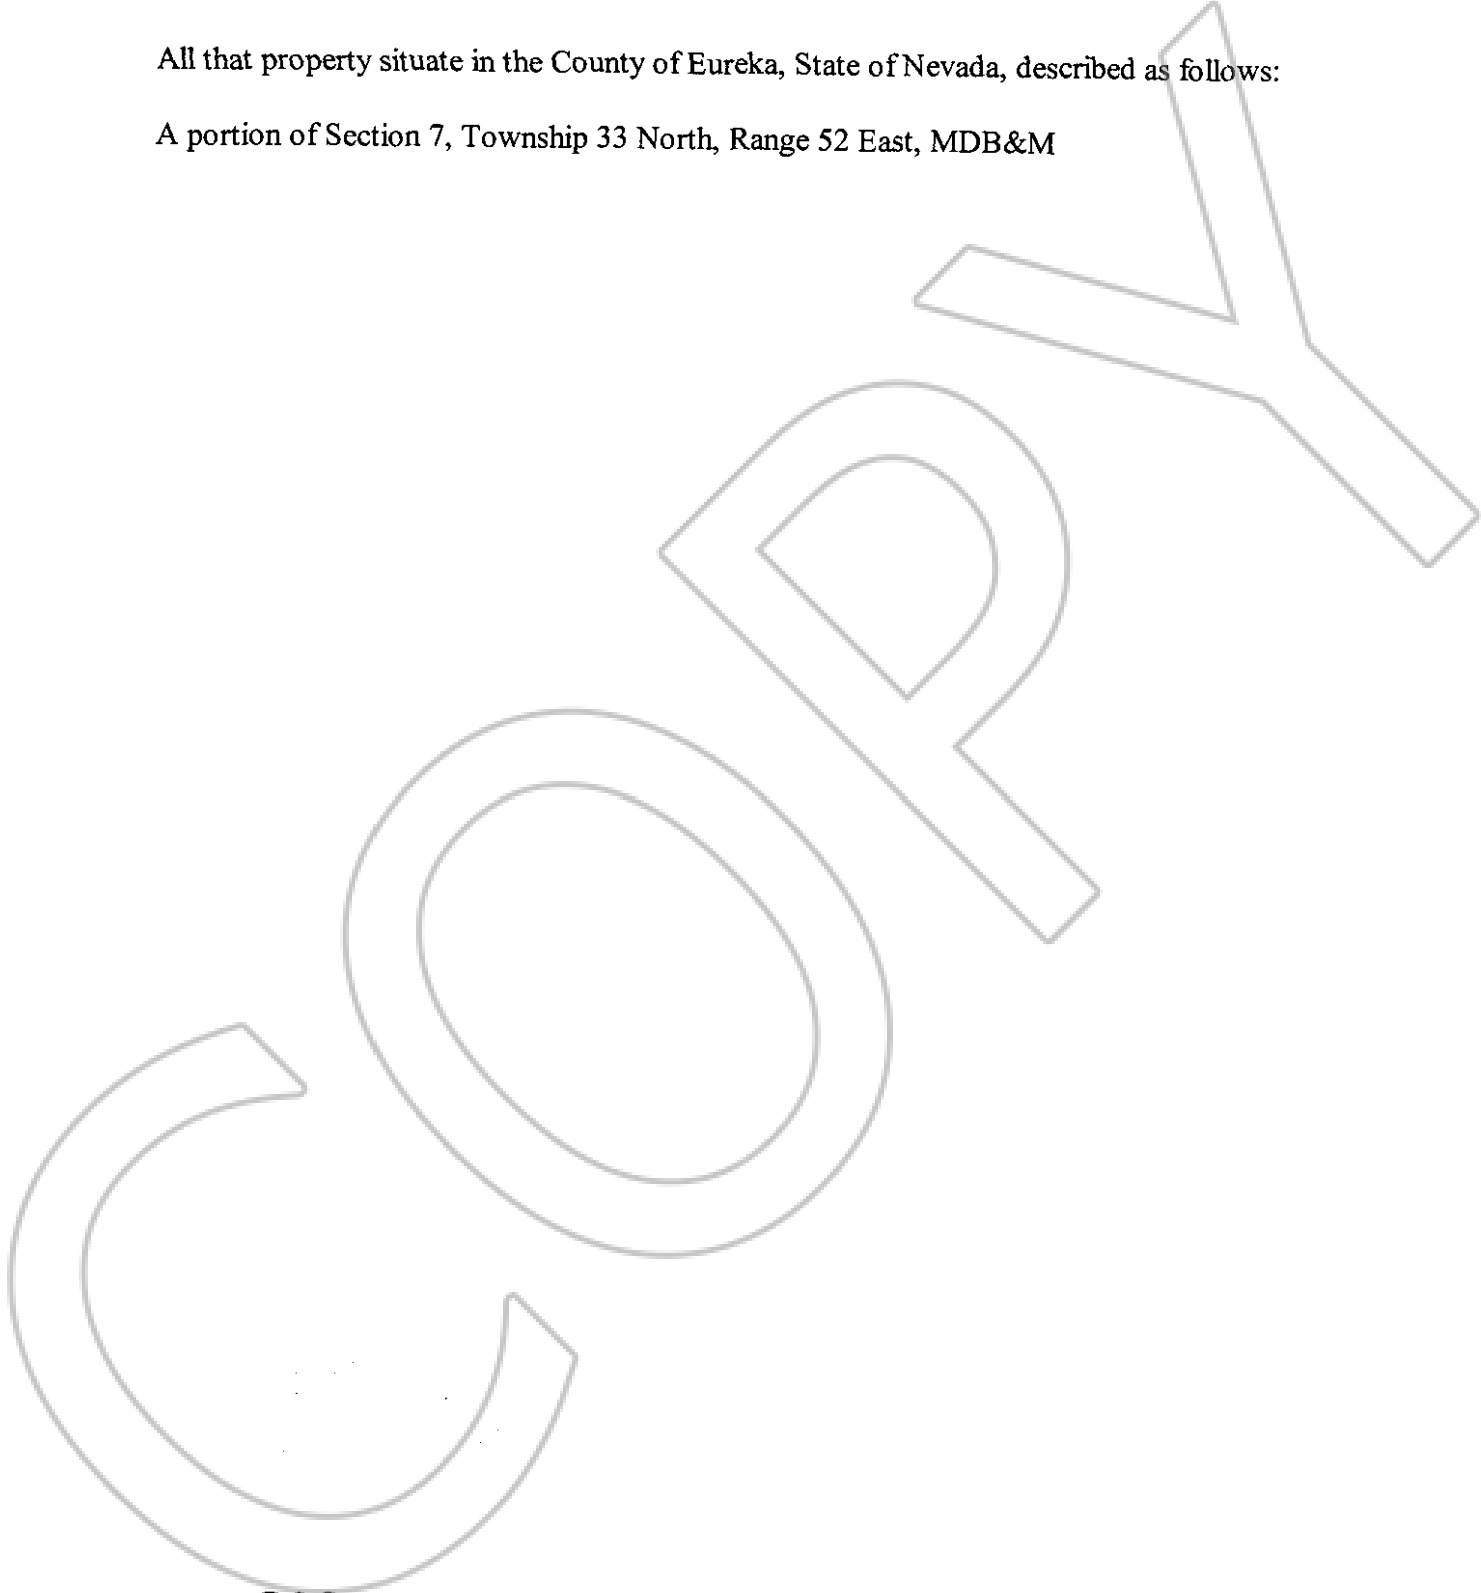 All that property situate in the County of Eureka, State of Nevada, described as follows:
A portion of Section 7, Township 33 North, Range 52 East, MDB&M
COPY